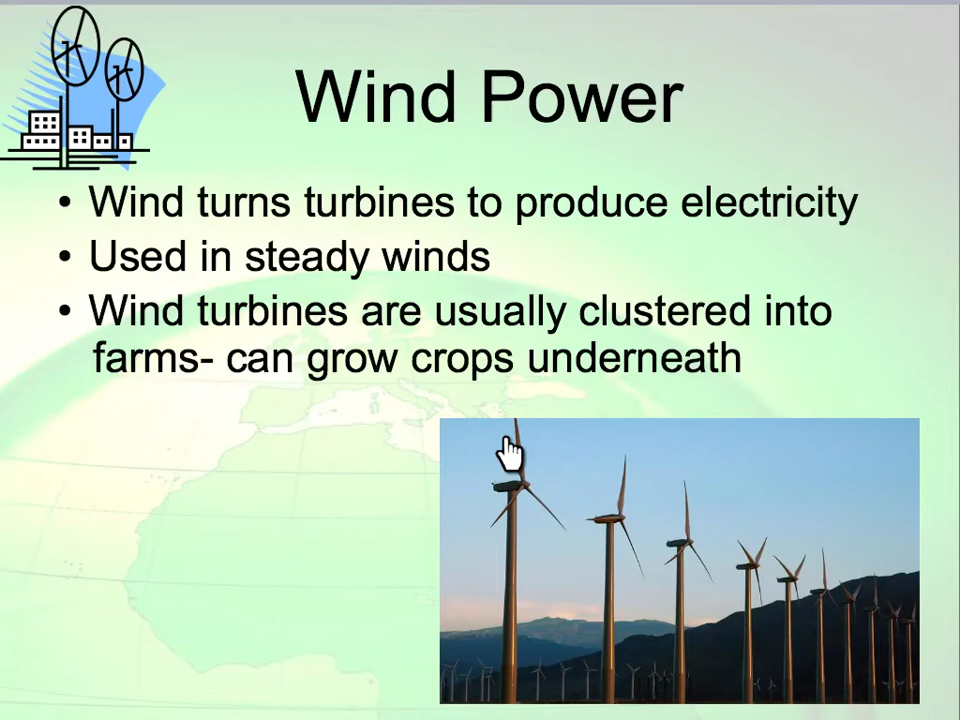 Wind Power
• Wind turns turbines to produce electricity
• Used in steady winds
• Wind turbines are usually clustered into
farms- can grow crops underneath